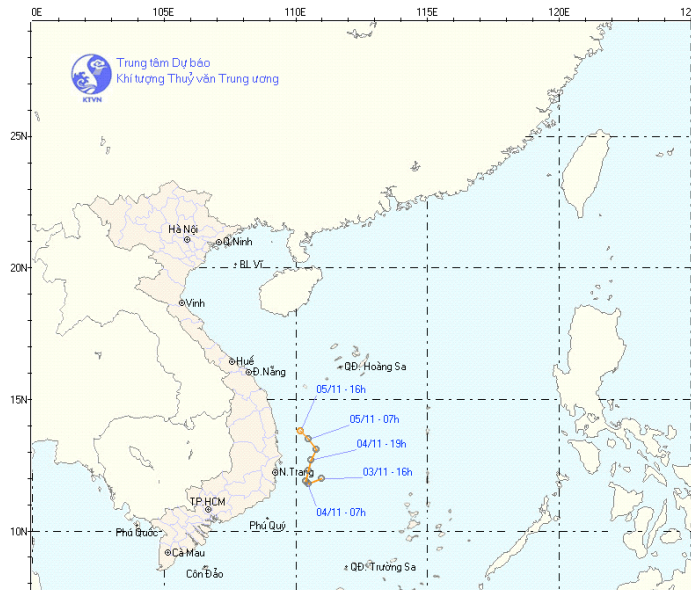 0E 105E 110E 115E 120E 12
Trung tâm Dự báo
Khí tượng Thuỷ văn Trung ương
KTVN
25N
Hà Nội
Q.Ninh
BL Vĩ
20N
Vinh
Huế
QĐ. Hoàng Sa
Đ.Nẵng
05/11 - 16h
15N
05/11 - 07h
04/11 - 19h
03/11 - 16h
N.Trang
TP.HCM
04/11 - 07h
Phú Quý
10N
Phú Quốc
Cà Mau
QĐ. Trường Sa
Côn Đảo